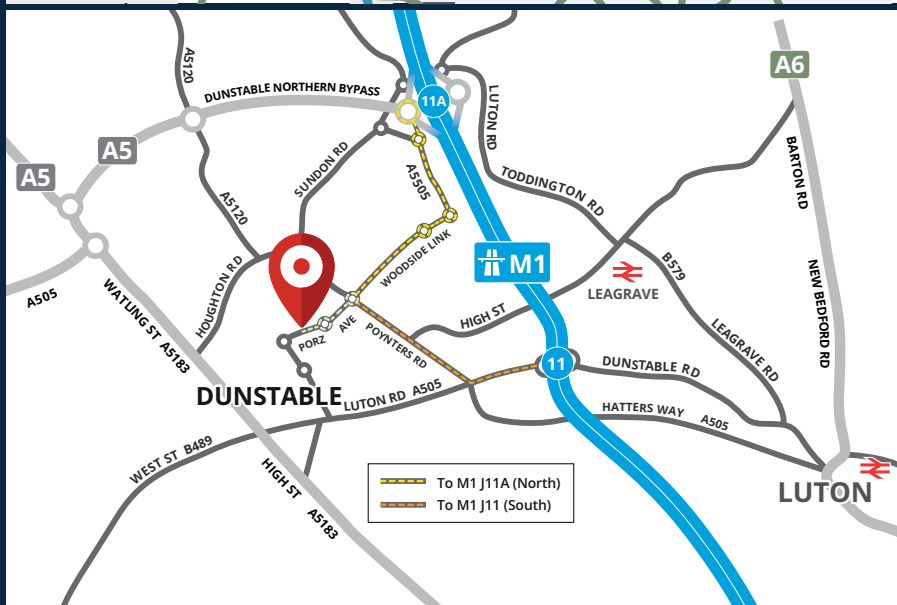 A5120
DUNSTABLE NORTHERN BYPASS
11A
LUTON RD
A6
A5
A5
SUNDON RD
A5505
TODDINGTON RD
BARTON RD
A5120
WOODSIDE LINK
M1
HOUGHTON RD
B579
LEAGRAVE
A505
WATLING ST A5183
NEW BEDFORD RD
PORZ AVE
POYNTERS RD
HIGH ST
LEAGRAVE RD
11
DUNSTABLE RD
DUNSTABLE
LUTON RD A505
HATTERS WAY A505
WEST ST B489
HIGH ST A5183
To M1 J11A (North)
To M1 J11 (South)
LUTON